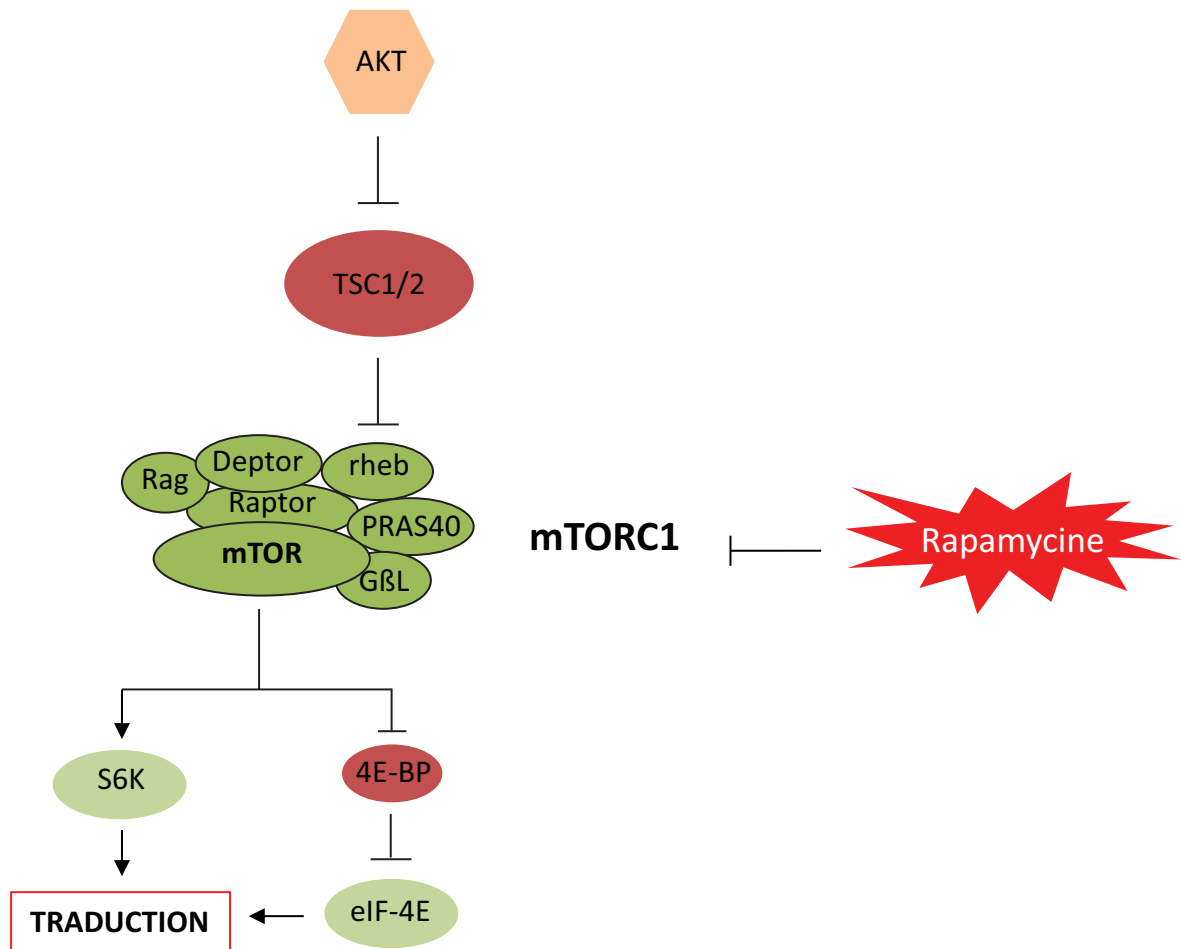 AKT
TSC1/2
Deptor
rheb
Rag
Raptor
PRAS40
mTOR
GßL
mTORC1
Rapamycine
S6K
4E-BP
TRADUCTION
eIF-4E